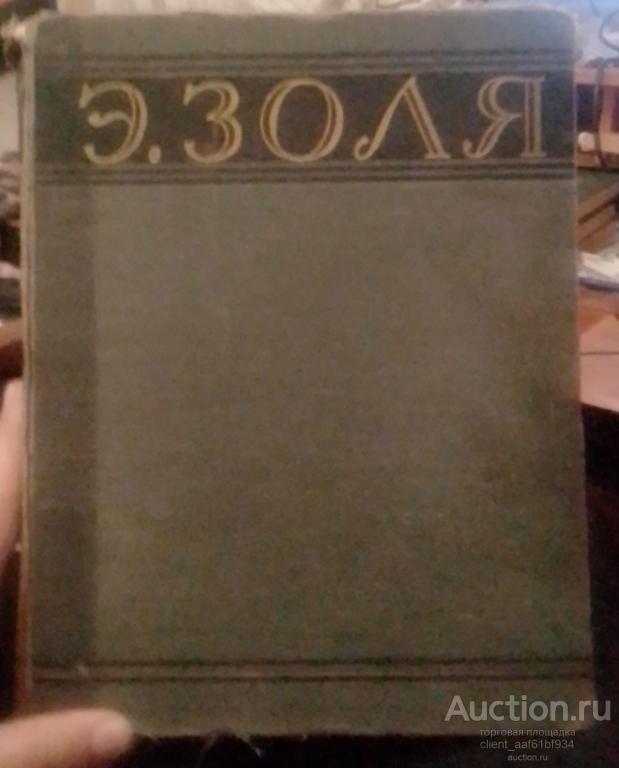 Э. ЗОЛЯ
Auction.ru
торговая площадка
client_aaf61bf934
auction.ru